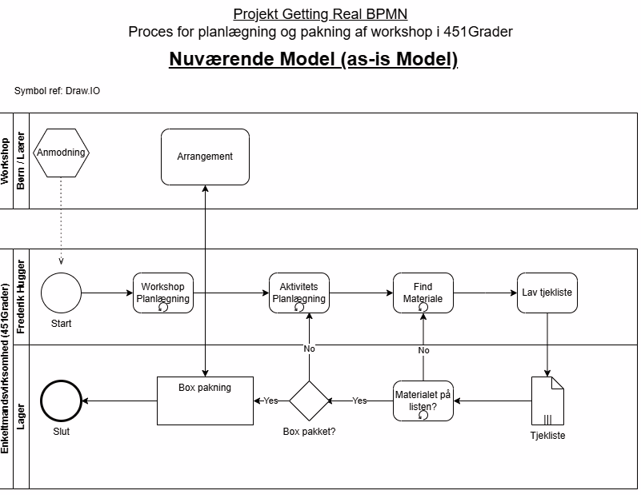 Projekt Getting Real BPMN
Proces for planlægning og pakning af workshop i 451Grader
Nuværende Model (as-is Model)
Symbol ref: Draw.IO
Workshop
Børn / Lærer
Anmodning
Arrangement
Enkeltmandsvirksomhed (451Grader)
Frederik Hugger
Start
Workshop
Planlægning
Aktivitets
Planlægning
Find
Materiale
Lav tjekliste
No
No
Lager
Slut
Box pakning
Yes
Box pakket?
Yes
Materialet på
listen?
Tjekliste